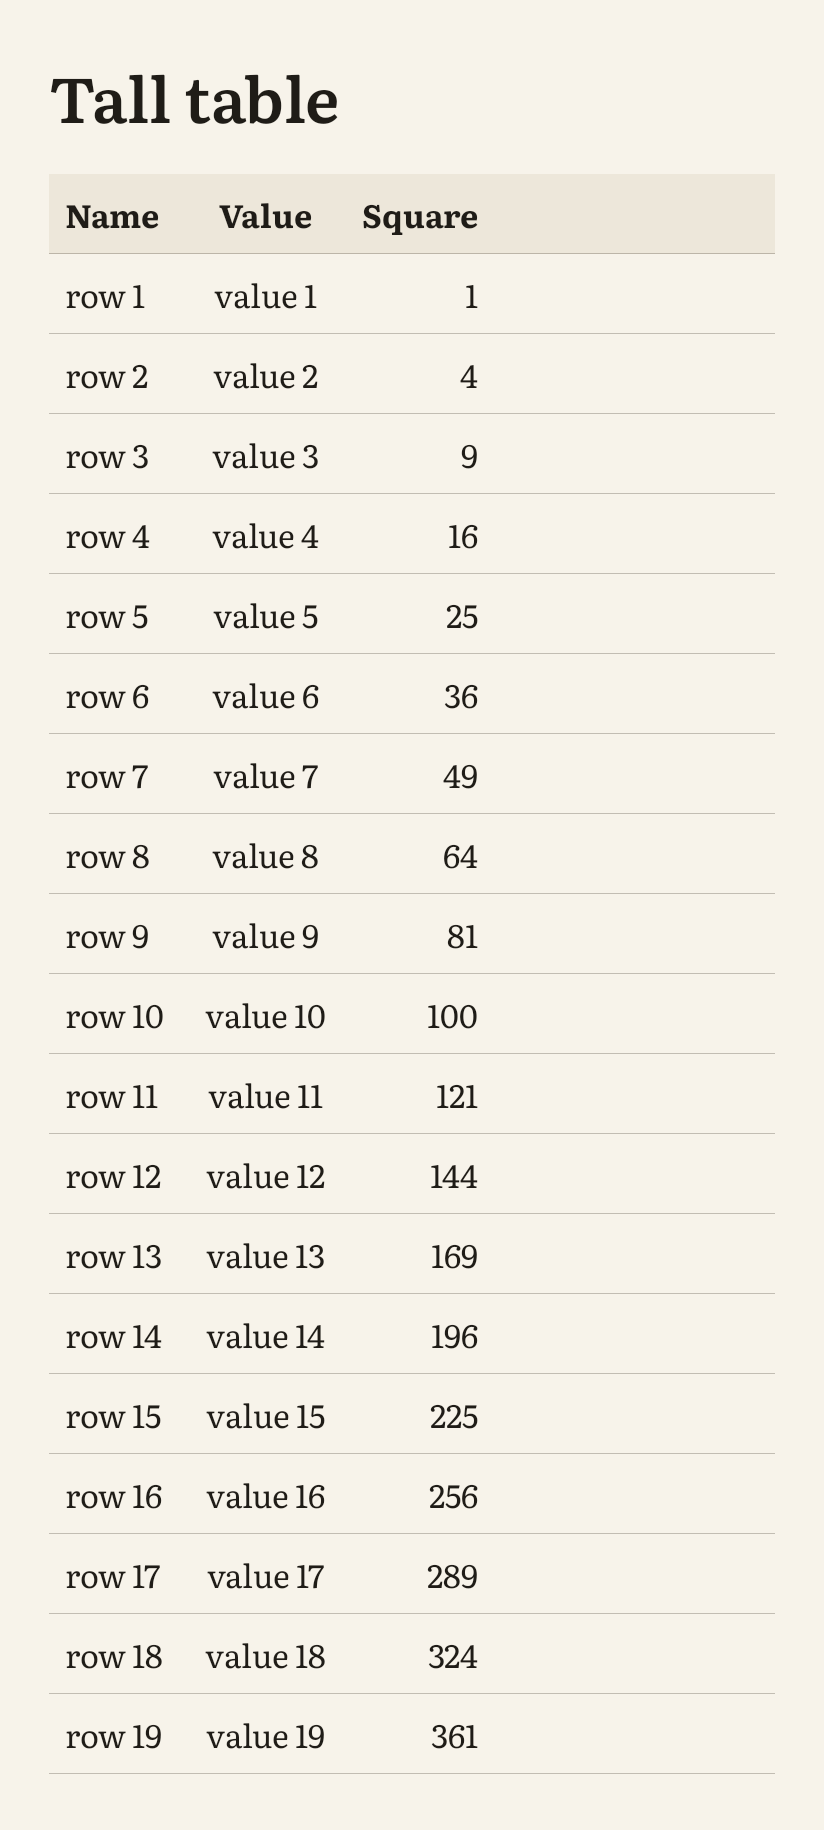 Tall table
Name Value Square
row 1 value 1 1
row 2 value 2 4
row 3 value 3 9
row 4 value 4 16
row 5 value 5 25
row 6 value 6 36
row 7 value 7 49
row 8 value 8 64
row 9 value 9 81
row 10 value 10 100
row 11 value 11 121
row 12 value 12 144
row 13 value 13 169
row 14 value 14 196
row 15 value 15 225
row 16 value 16 256
row 17 value 17 289
row 18 value 18 324
row 19 value 19 361